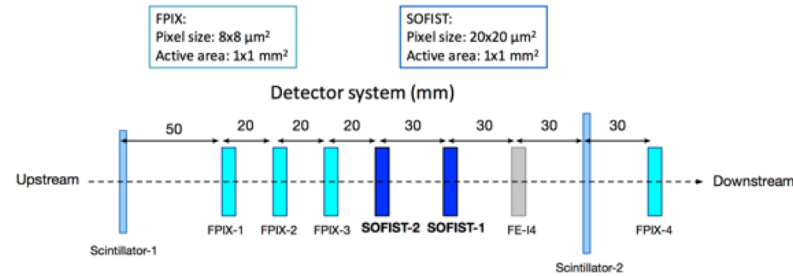 FPIX:
Pixel size: 8x8 µm²
Active area: 1x1 mm²
SOFIST:
Pixel size: 20x20 µm²
Active area: 1x1 mm²
Detector system (mm)
50 20 20 20 30 30 30 30
Upstream Downstream
FPIX-1 FPIX-2 FPIX-3 SOFIST-2 SOFIST-1 FE-I4 FPIX-4
Scintillator-1 Scintillator-2